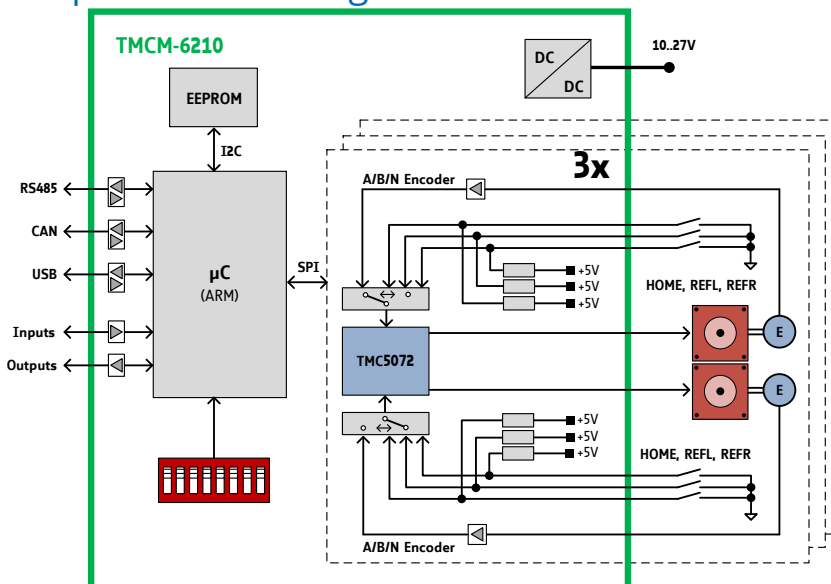 TMCM-6210
DC
DC
10..27V
EEPROM
I2C
3x
A/B/N Encoder
RS485
CAN
USB
Inputs
Outputs
µC
(ARM)
SPI
+5V
+5V
+5V
HOME, REFL, REFR
TMC5072
E
E
+5V
+5V
+5V
HOME, REFL, REFR
A/B/N Encoder